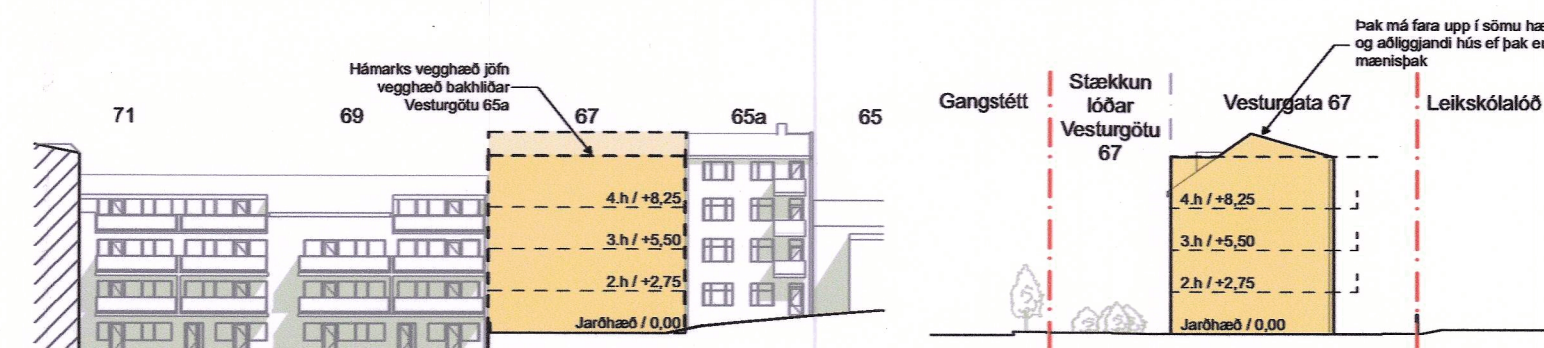 Hámarks vegghæð jöfn
vegghæð bakhliðar
Vesturgötu 65a
71
69
67
65a
65
4.h / +8,25
3.h / +5,50
2.h / +2,75
Jarðhæð / 0,00
Þak má fara upp í sömu
og aðliggjandi hús ef þak
mænisþak
Gangstétt
Stækkun
lóðar
Vesturgötu
67
Vesturgata 67
Leikskólalóð
4.h / +8,25
3.h / +5,50
2.h / +2,75
Jarðhæð / 0,00